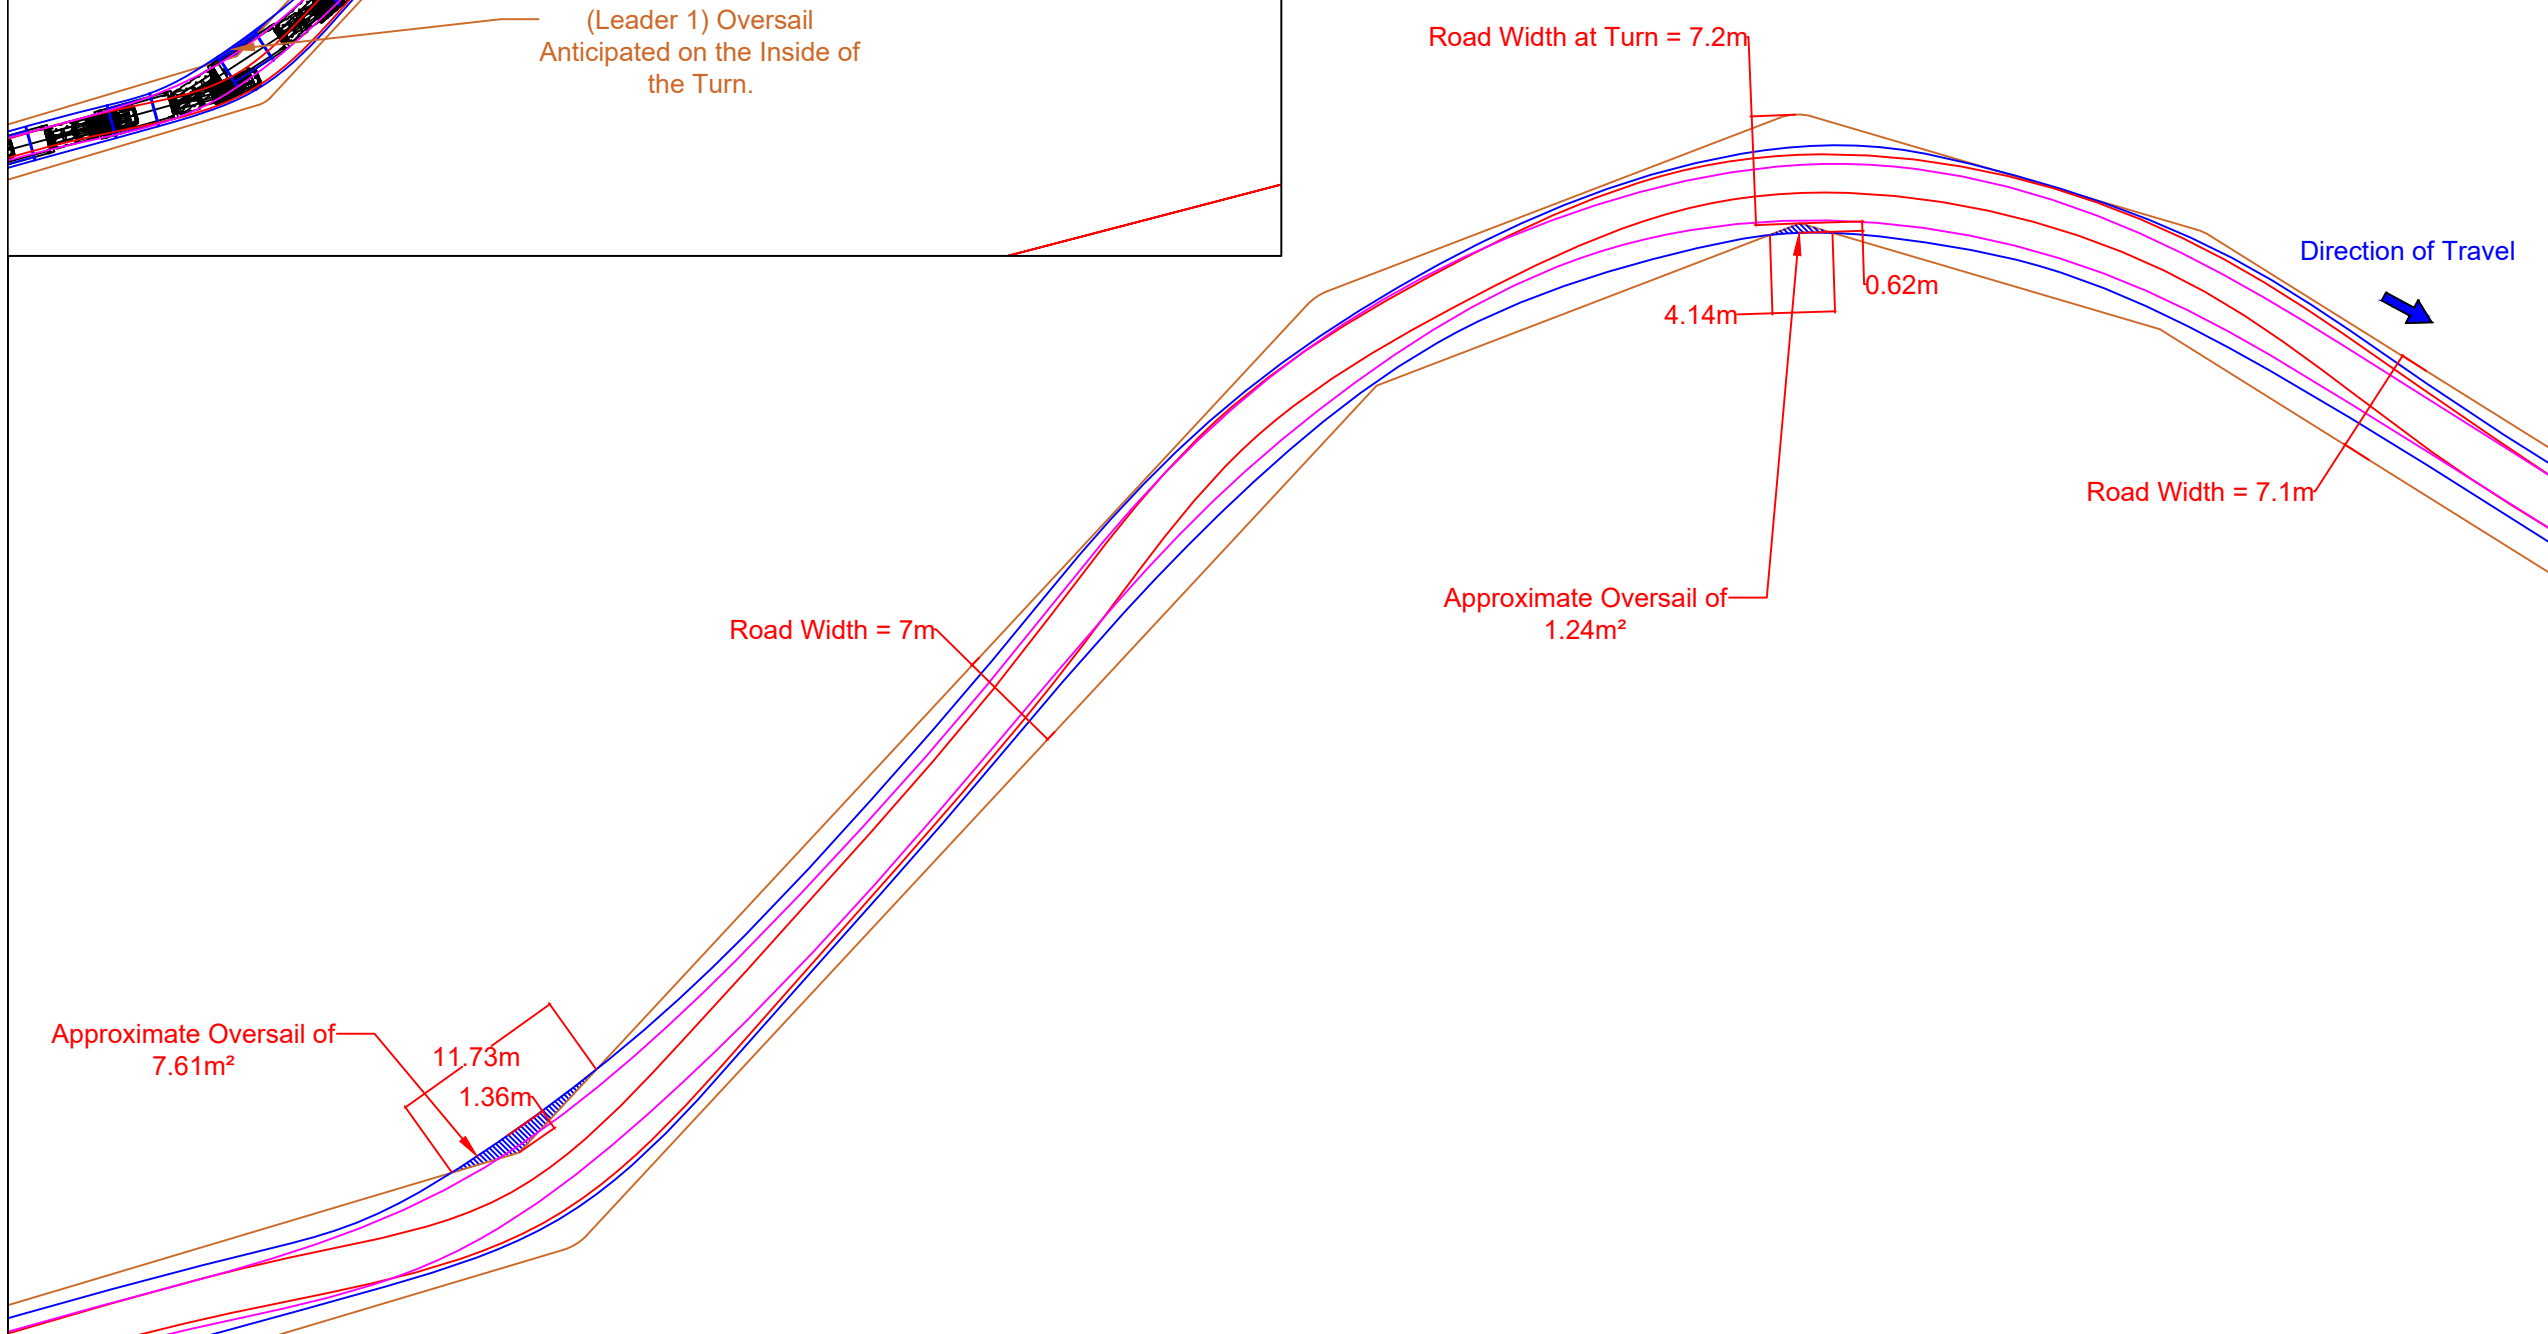 (Leader 1) Oversail
Anticipated on the Inside of
the Turn.
Road Width at Turn = 7.2m
Direction of Travel
0.62m
4.14m
Road Width = 7.1m
Approximate Oversail of
1.24m²
Road Width = 7m
Approximate Oversail of
7.61m²
11.73m
1.36m